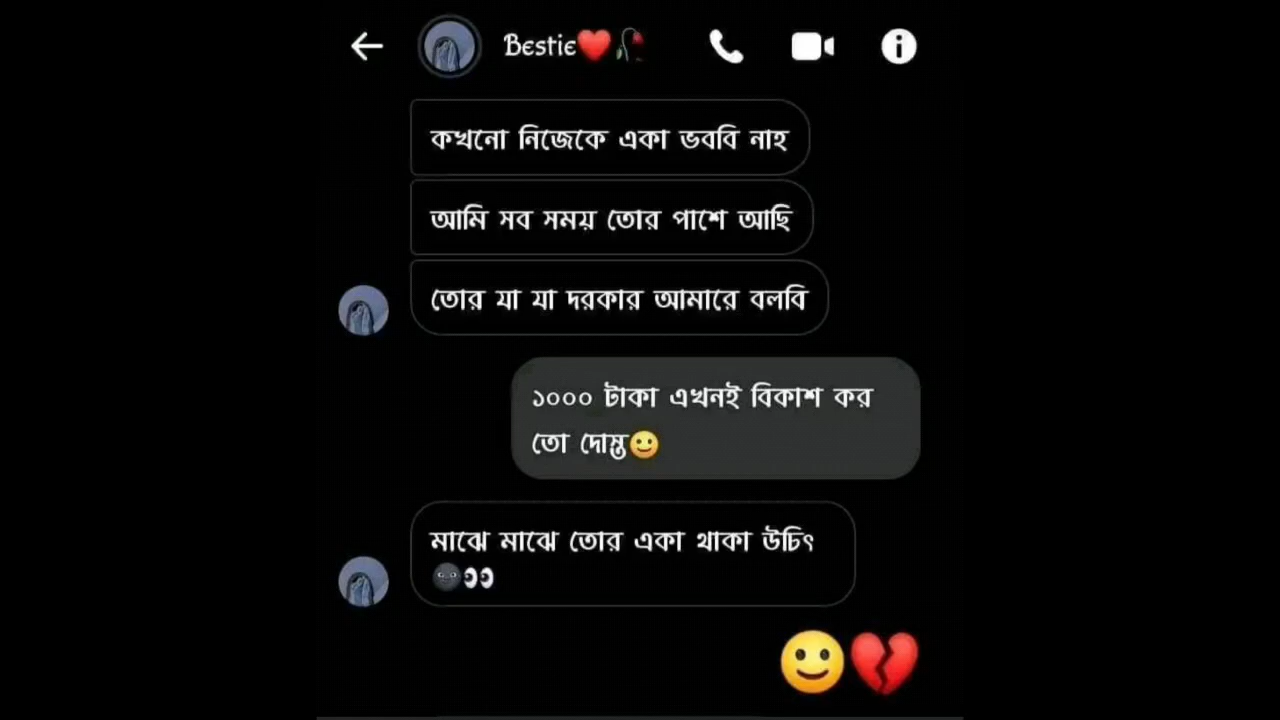 Bestie❤️🥀
কখনো নিজেকে একা ভববি নাহ
আমি সব সময় তোর পাশে আছি
তোর যা যা দরকার আমারে বলবি
১০০০ টাকা এখনই বিকাশ কর
তো দোস্ত🙂
মাঝে মাঝে তোর একা থাকা উচিৎ
🌚👀
🙂💔